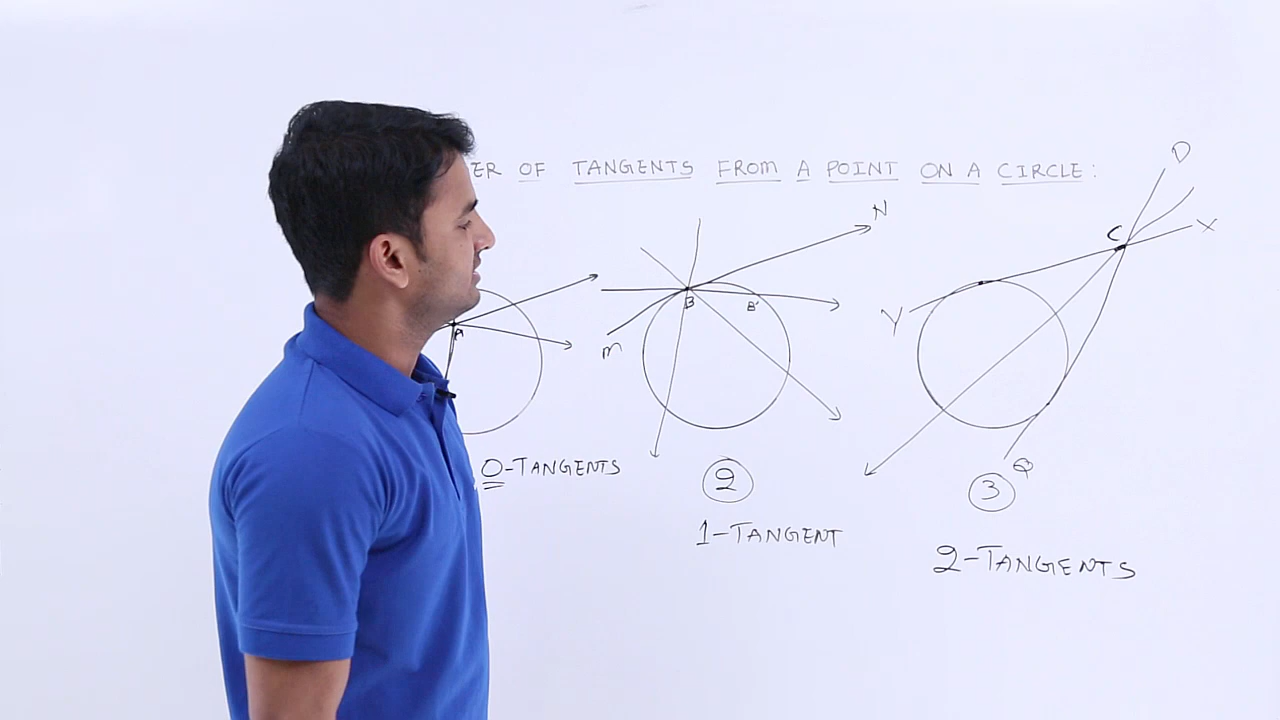 ER OF TANGENTS FROM A POINT ON A CIRCLE:
D
N
C
X
B
B'
Y
A
M
0-TANGENTS
2
Q
3
1-TANGENT
2-TANGENTS